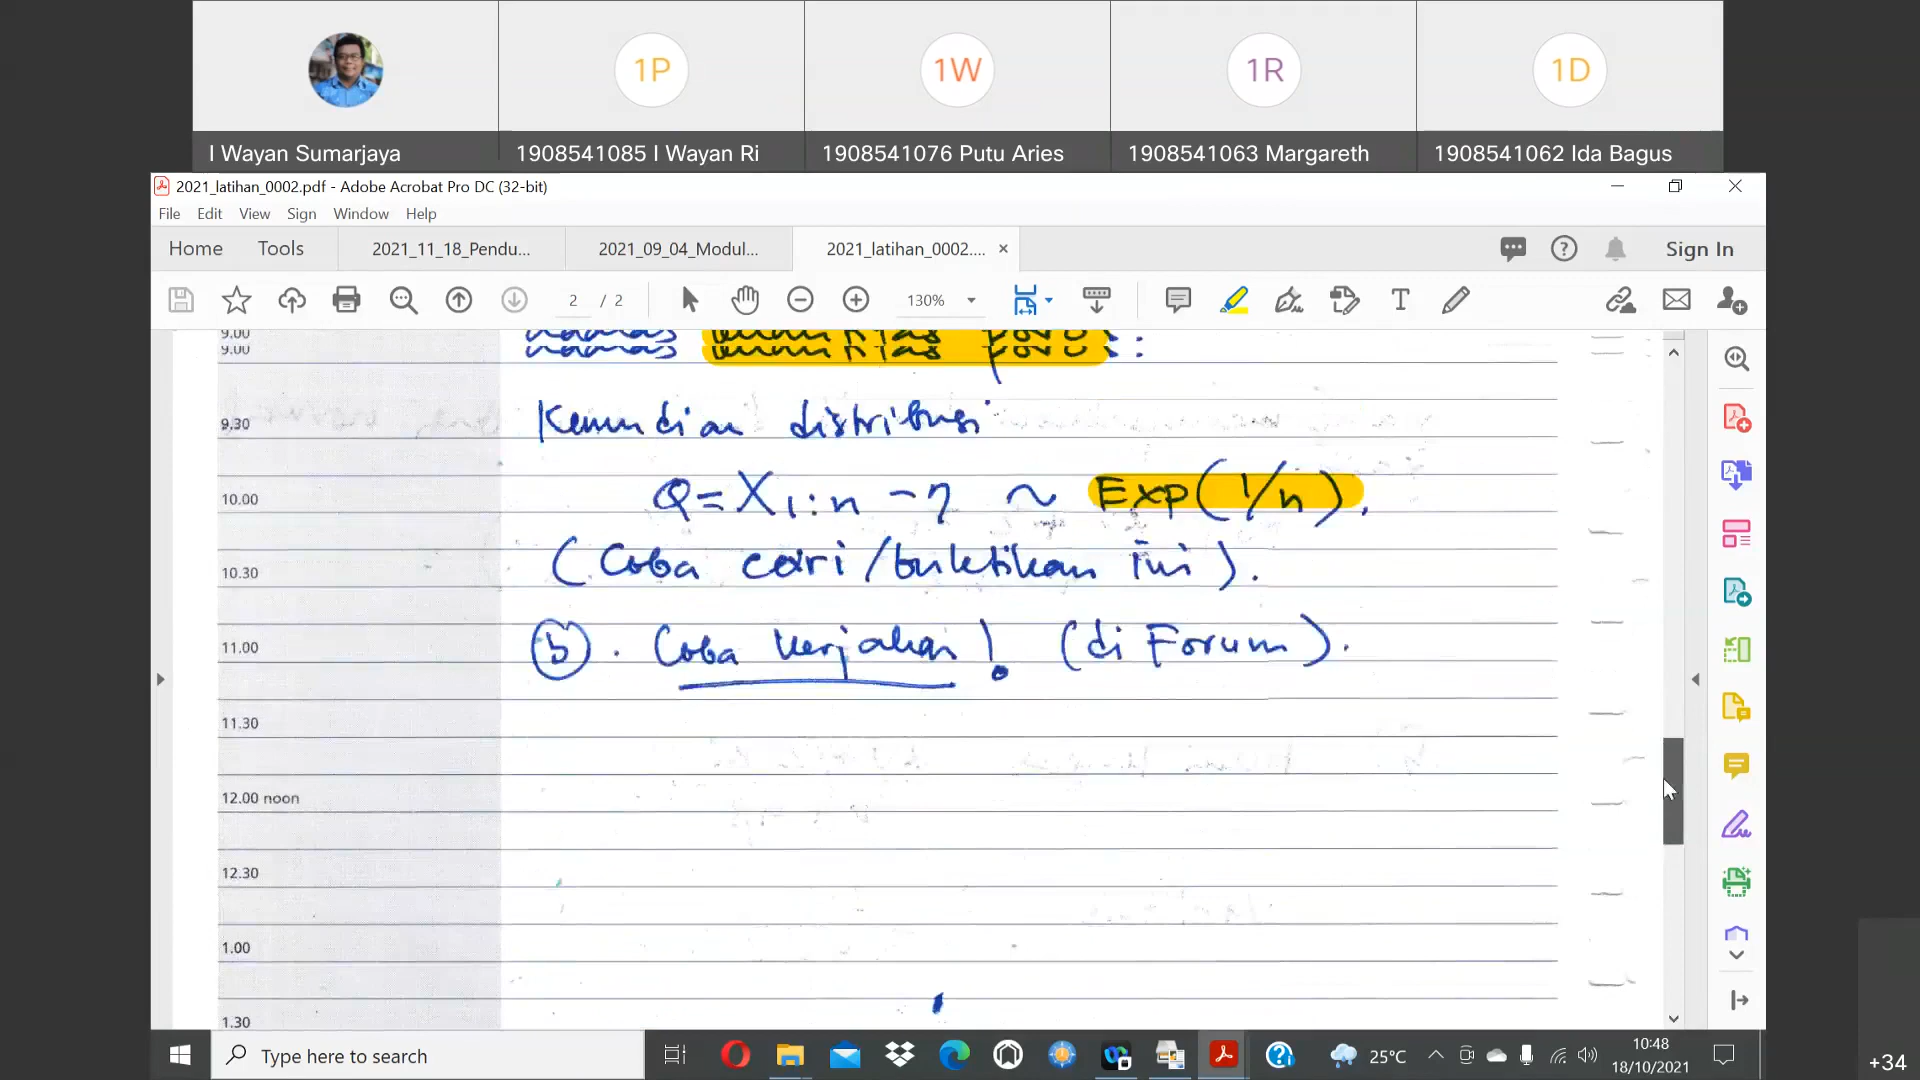 1P
1W
1R
1D
I Wayan Sumarjaya
1908541085 I Wayan Ri
1908541076 Putu Aries
1908541063 Margareth
1908541062 Ida Bagus
2021_latihan_0002.pdf - Adobe Acrobat Pro DC (32-bit)
File Edit View Sign Window Help
Home Tools 2021_11_18_Pendu... 2021_09_04_Modul... 2021_latihan_0002.... Sign In
2 / 2 130%
9.00
9.00
9.30 Kemudian distribusi
10.00 Q = X1:n - η ~ Exp(1/n).
10.30 (Coba cari/buktikan ini).
11.00 (b). Coba kerjakan! (di Forum).
11.30
12.00 noon
12.30
1.00
1.30
Type here to search
25°C
10:48
18/10/2021
+34